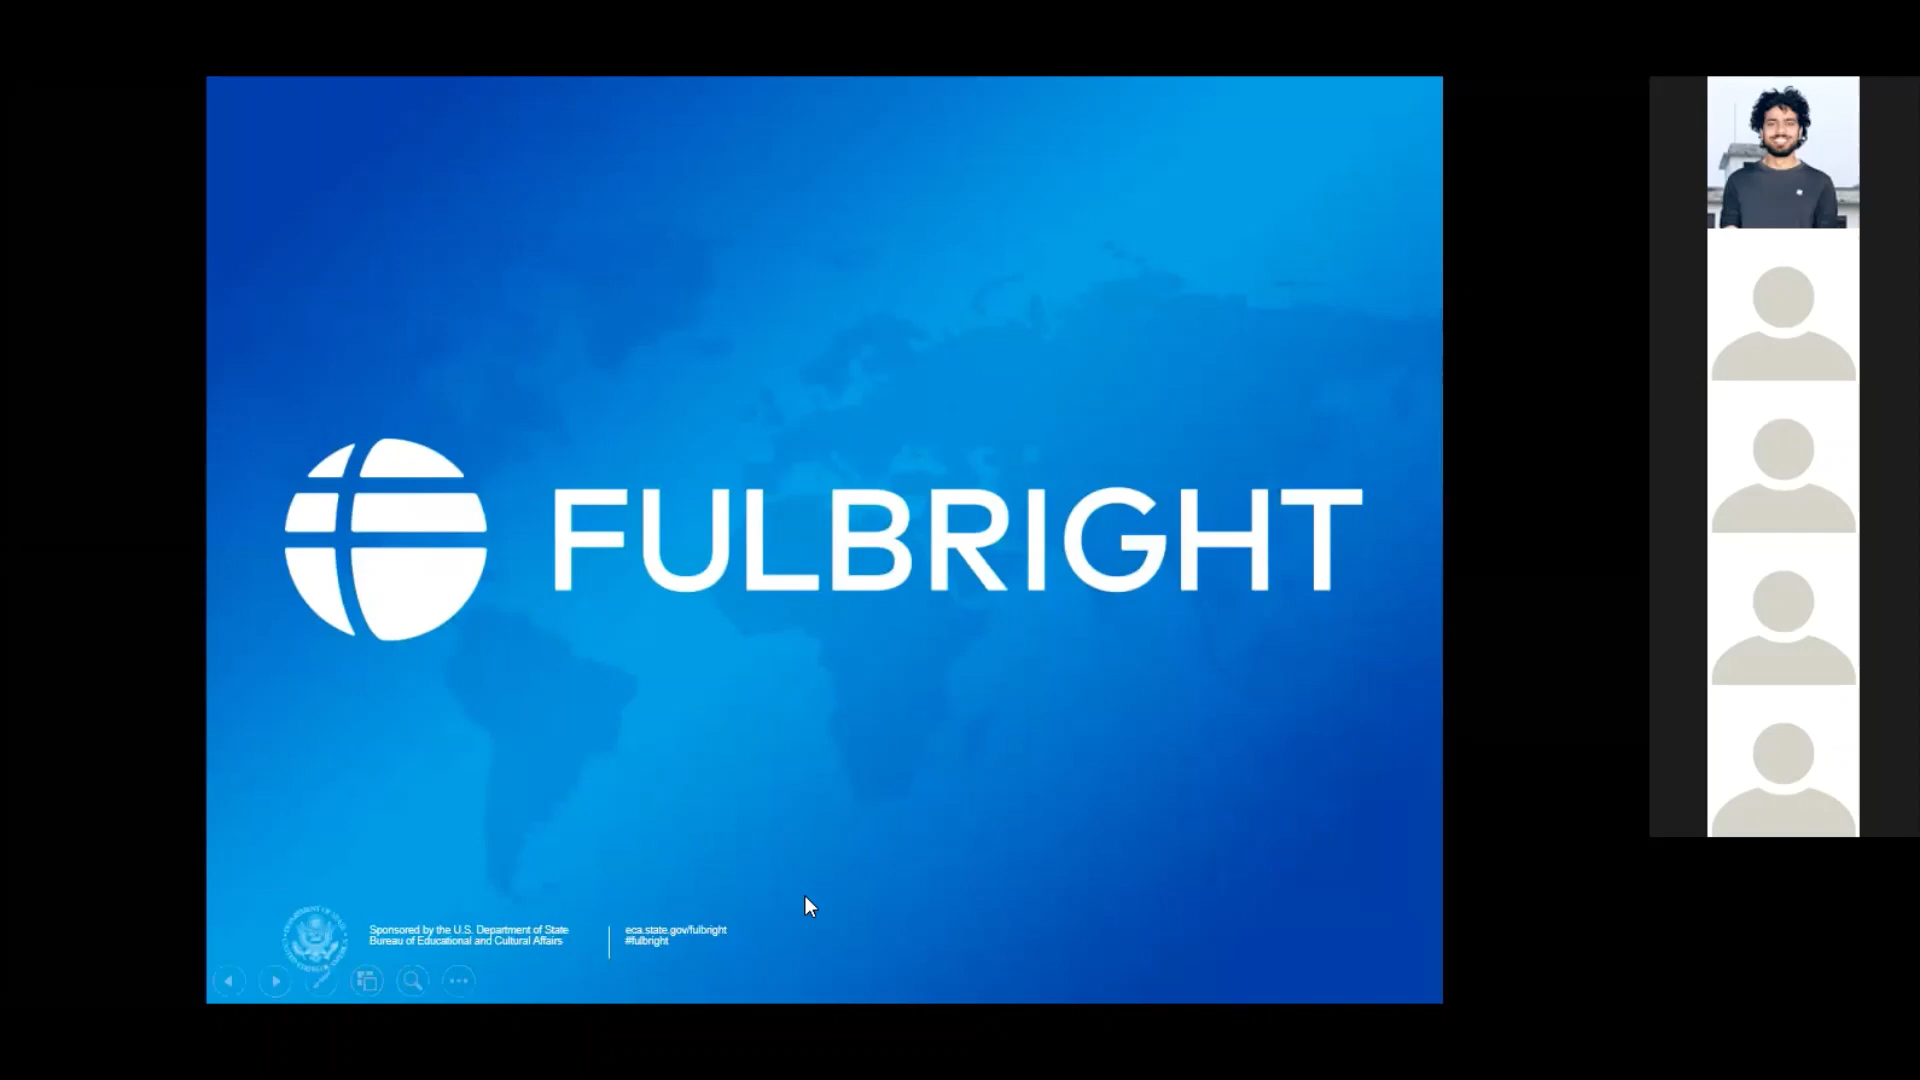 FULBRIGHT
Sponsored by the U.S. Department of State
Bureau of Educational and Cultural Affairs
eca.state.gov/fulbright
#fulbright